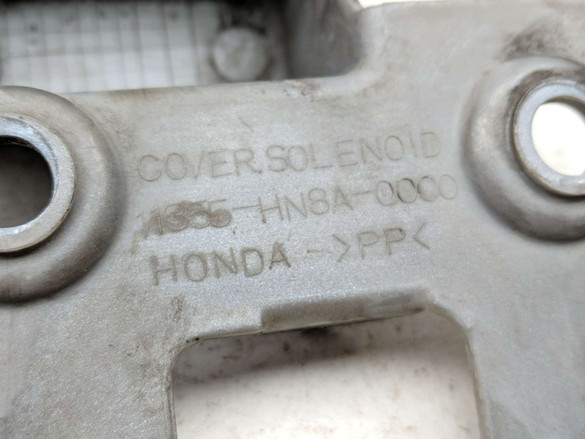 COVER,SOLENOID
11355-HN8A-0000
HONDA ->PP<